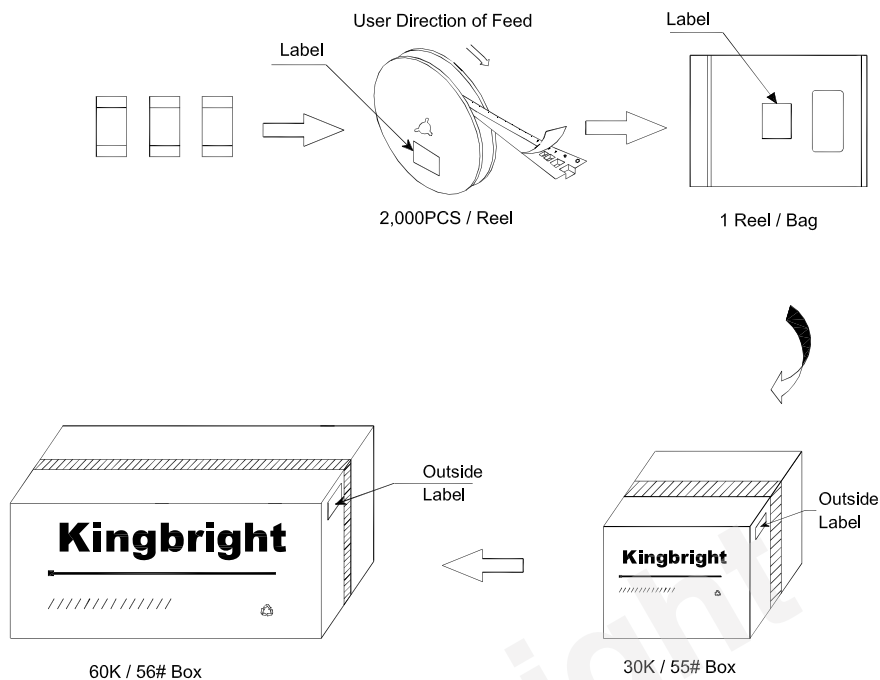 User Direction of Feed
Label
Label
2,000PCS / Reel
1 Reel / Bag
Outside
Label
Kingbright
60K / 56# Box
Outside
Label
Kingbright
30K / 55# Box